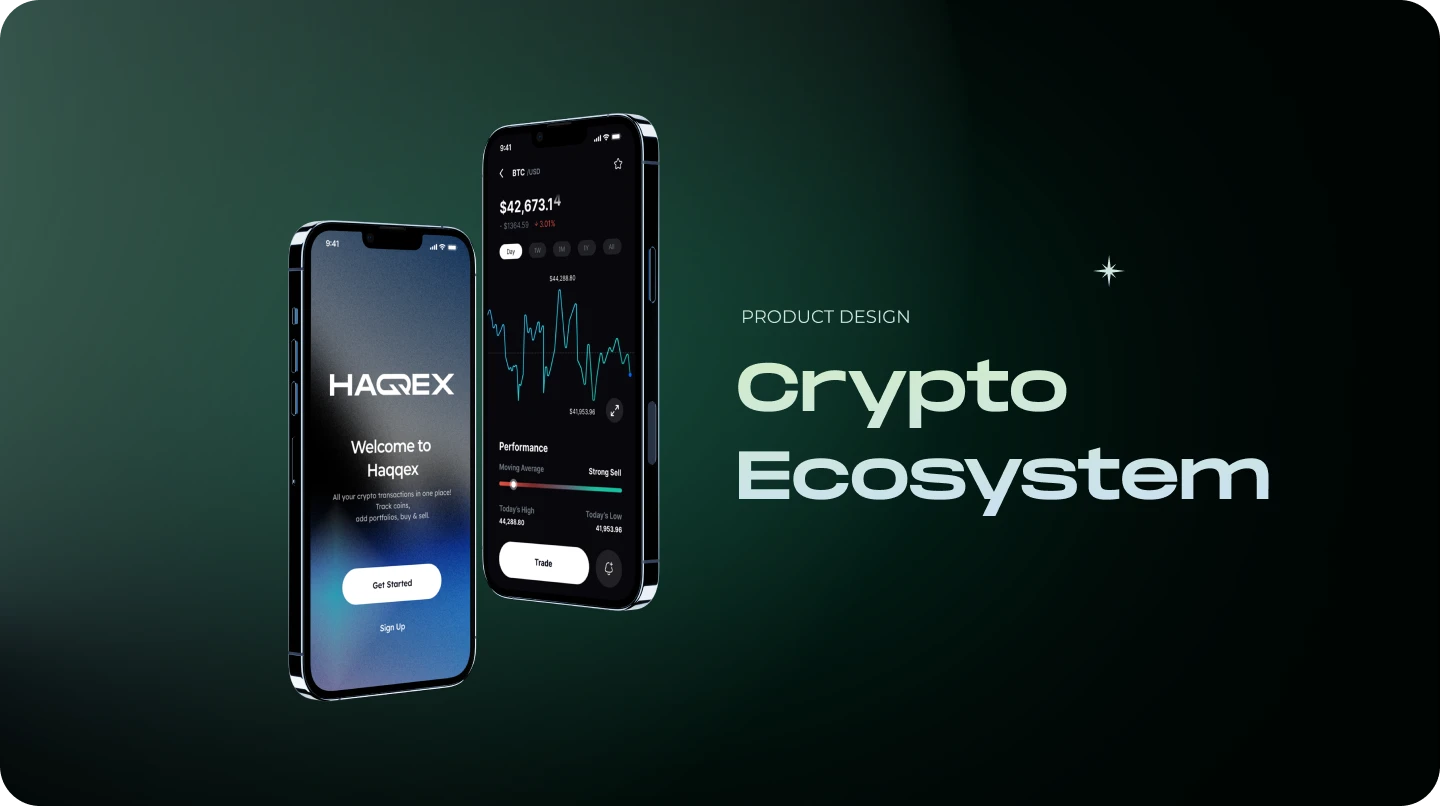 9:41
HAQQEX
Welcome to
Haqqex
All your crypto transactions in one place!
Track coins,
add portfolios, buy & sell.
Get Started
Sign Up
9:41
BTC /USD
$42,673.14
- $1364.59 + 3.01%
Day 1W 1M 1Y All
$44,288.80
$41,953.96
Performance
Moving Average Strong Sell
Today's High Today's Low
44,288.80 41,953.96
Trade
PRODUCT DESIGN
Crypto
Ecosystem